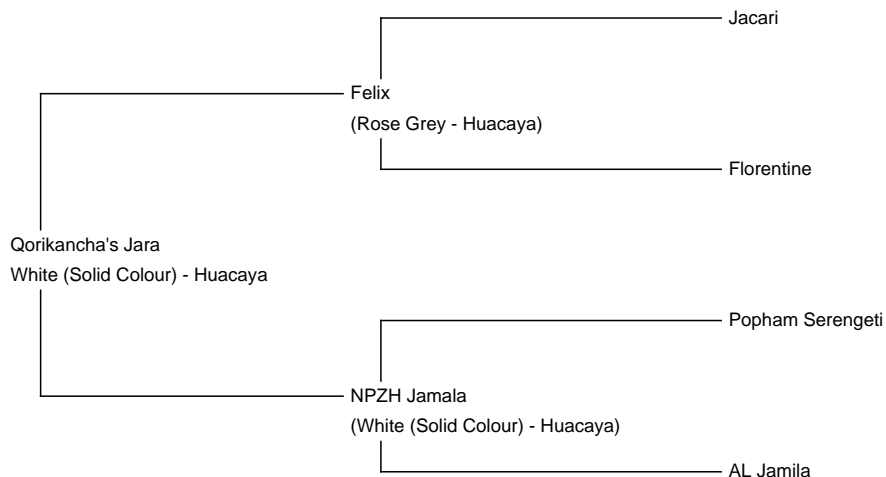 Jacari
Felix
(Rose Grey - Huacaya)
Florentine
Qorikancha's Jara
White (Solid Colour) - Huacaya
Popham Serengeti
NPZH Jamala
(White (Solid Colour) - Huacaya)
AL Jamila